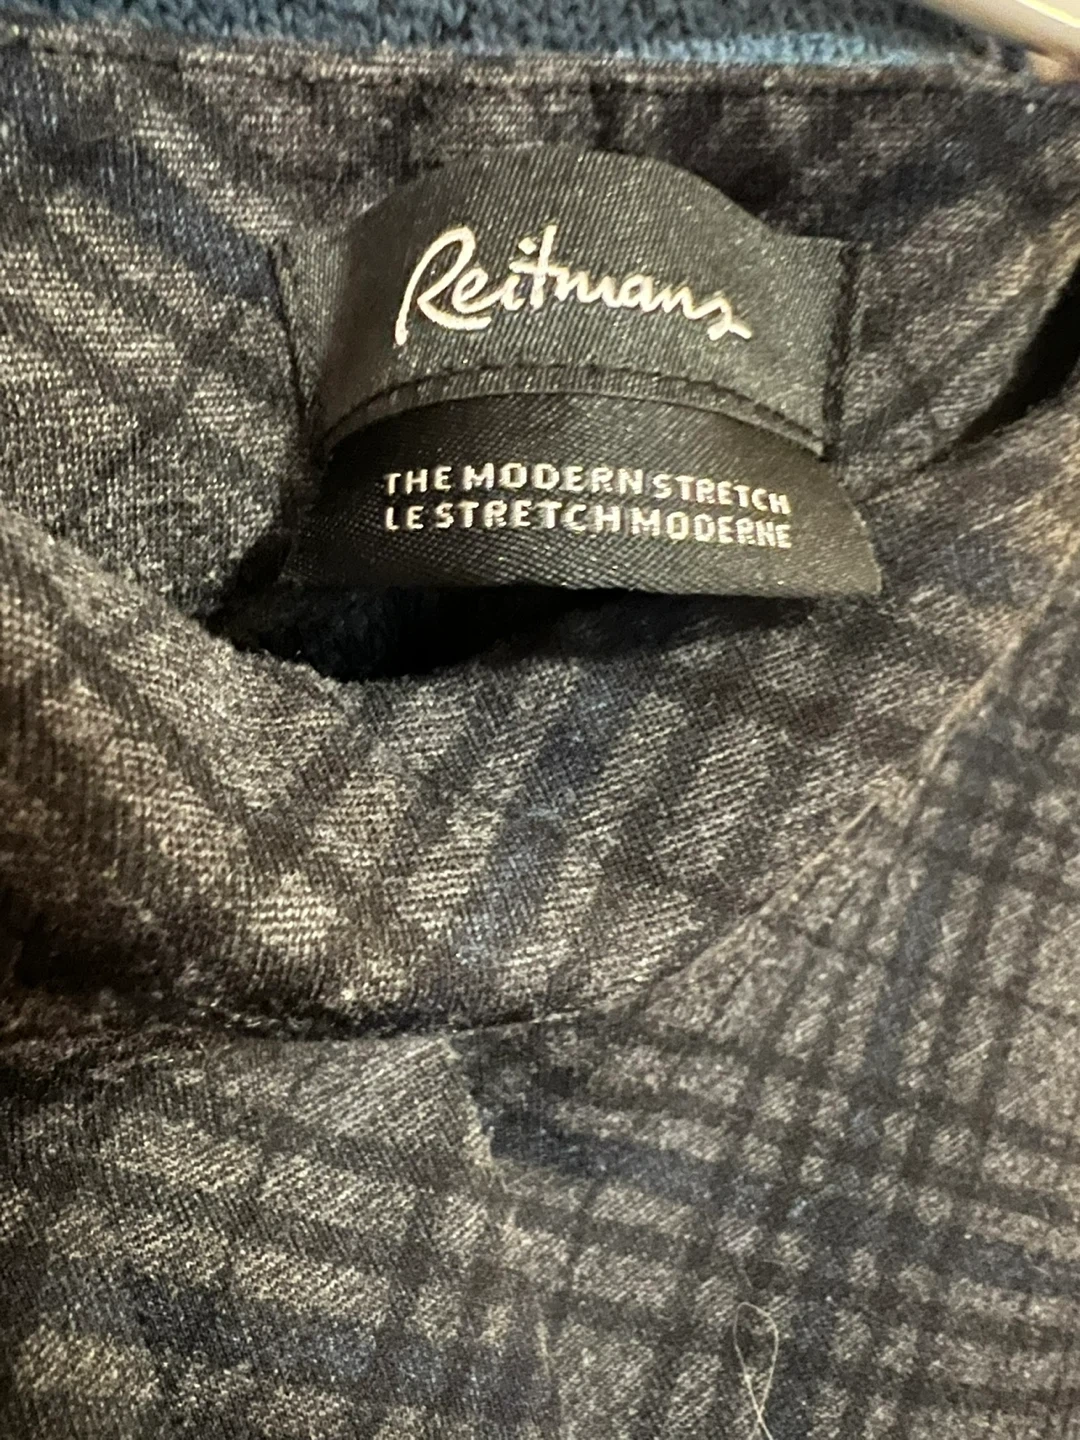 Reitmans
THE MODERN STRETCH
LE STRETCH MODERNE